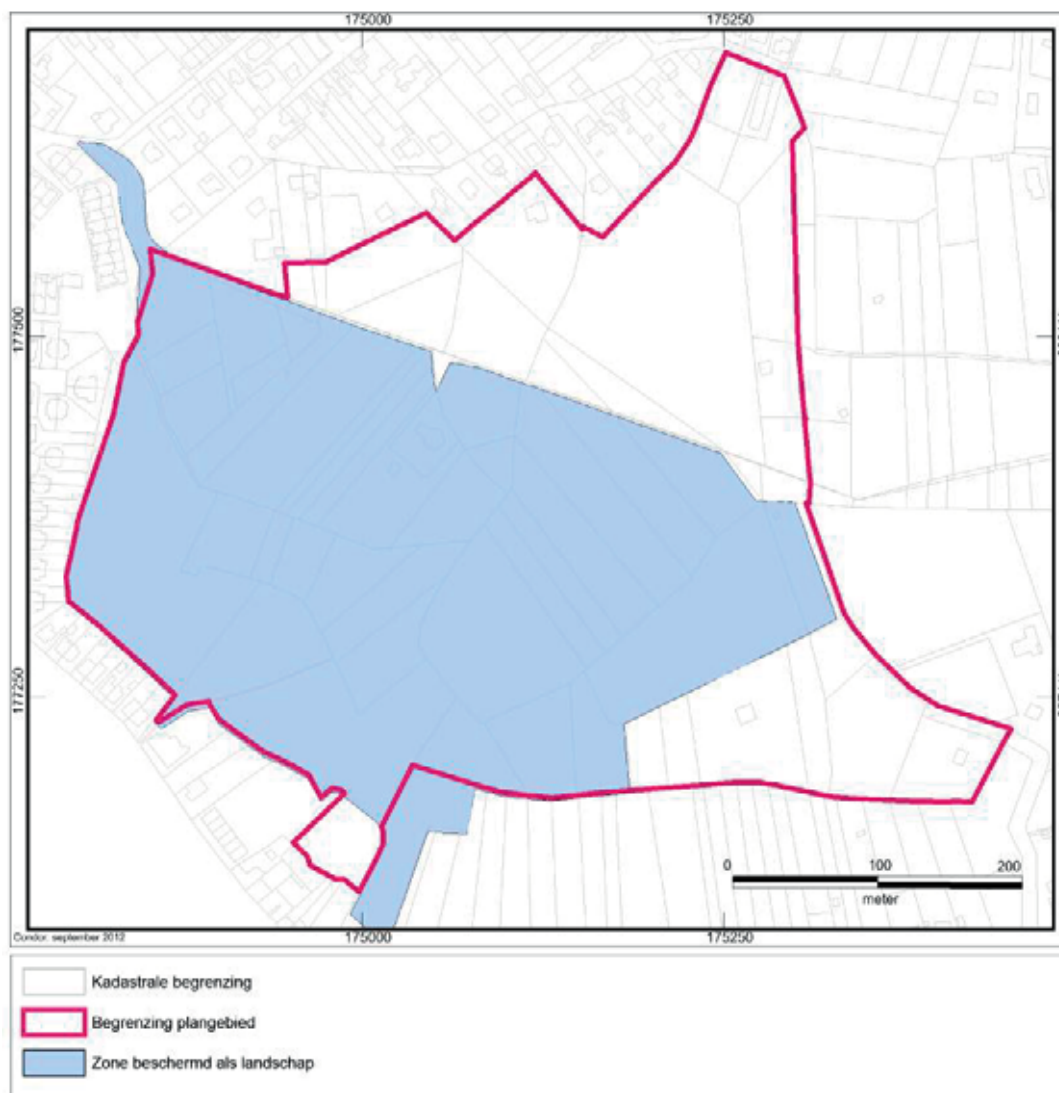 175000 175250
177500
177250
0 100 200
meter
Condor: september 2012
175000 175250
Kadastrale begrenzing
Begrenzing plangebied
Zone beschermd als landschap